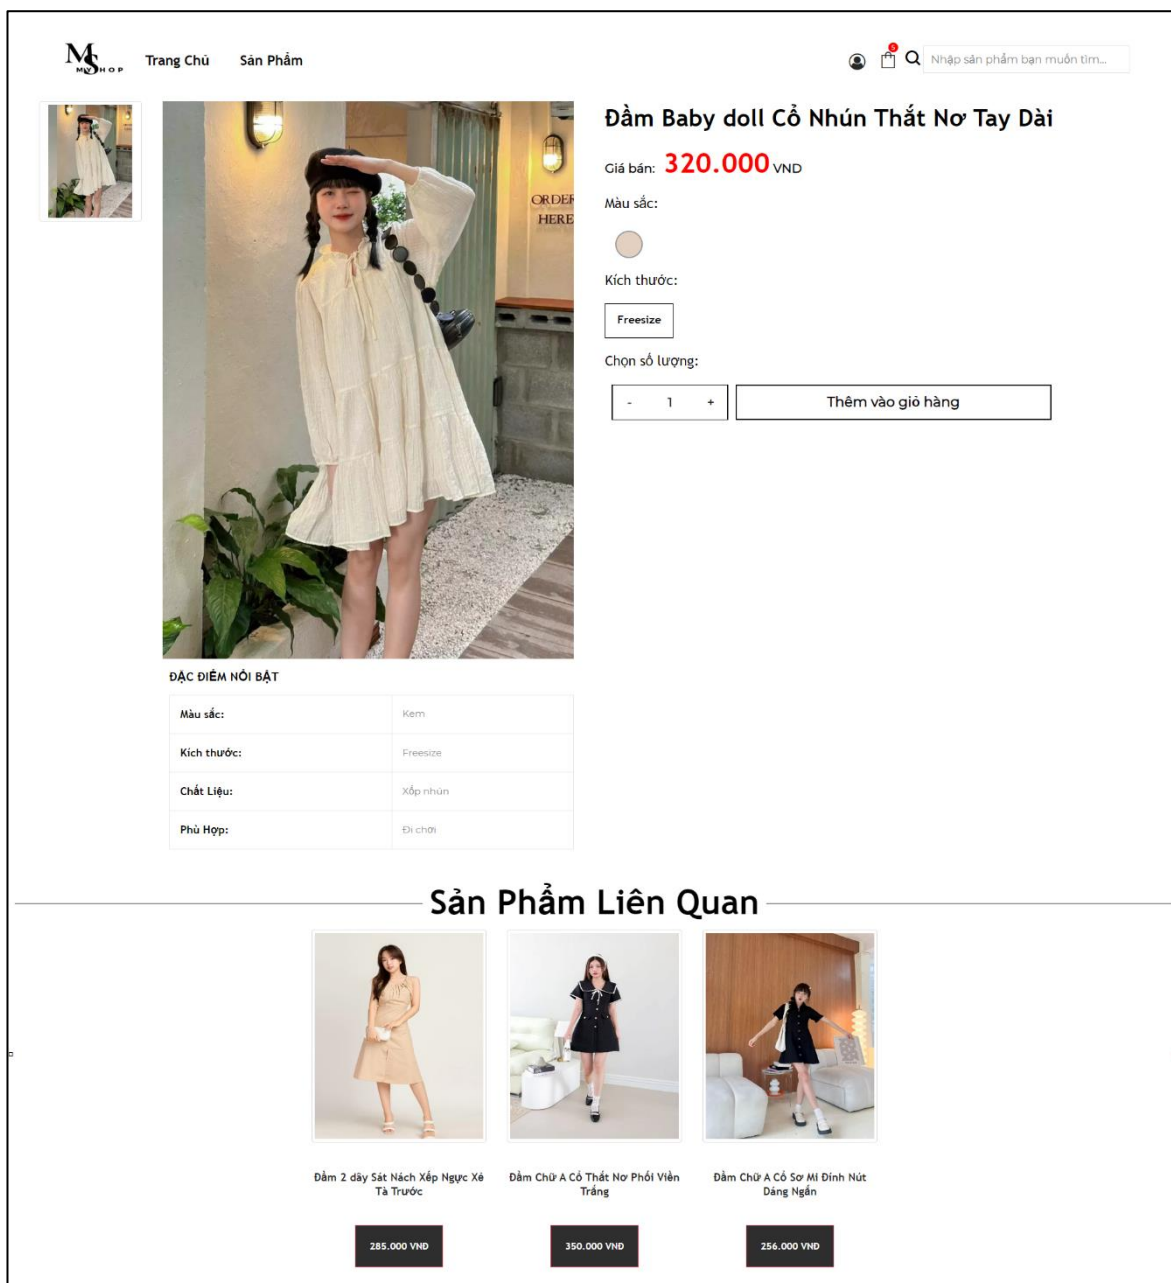 MS
MY SHOP
Trang Chủ
Sản Phẩm
5
Nhập sản phẩm bạn muốn tìm...
ORDER
HERE
Đầm Baby doll Cổ Nhún Thắt Nơ Tay Dài
Giá bán: 320.000 VND
Màu sắc:
Kích thước:
Freesize
Chọn số lượng:
- 1 +
Thêm vào giỏ hàng
ĐẶC ĐIỂM NỔI BẬT
Màu sắc: Kem
Kích thước: Freesize
Chất Liệu: Xốp nhún
Phù Hợp: Đi chơi
Sản Phẩm Liên Quan
Đầm 2 dây Sát Nách Xếp Ngực Xẻ
Tà Trước
Đầm Chữ A Cổ Thắt Nơ Phối Viền
Trắng
Đầm Chữ A Cổ Sơ Mi Đính Nút
Dáng Ngắn
285.000 VNĐ
350.000 VNĐ
256.000 VNĐ